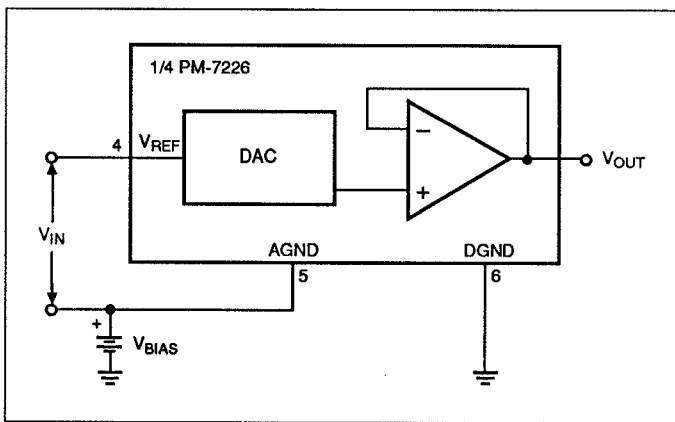 1/4 PM-7226
4
VREF
DAC
−
+
VOUT
VIN
AGND
DGND
5
6
+
VBIAS